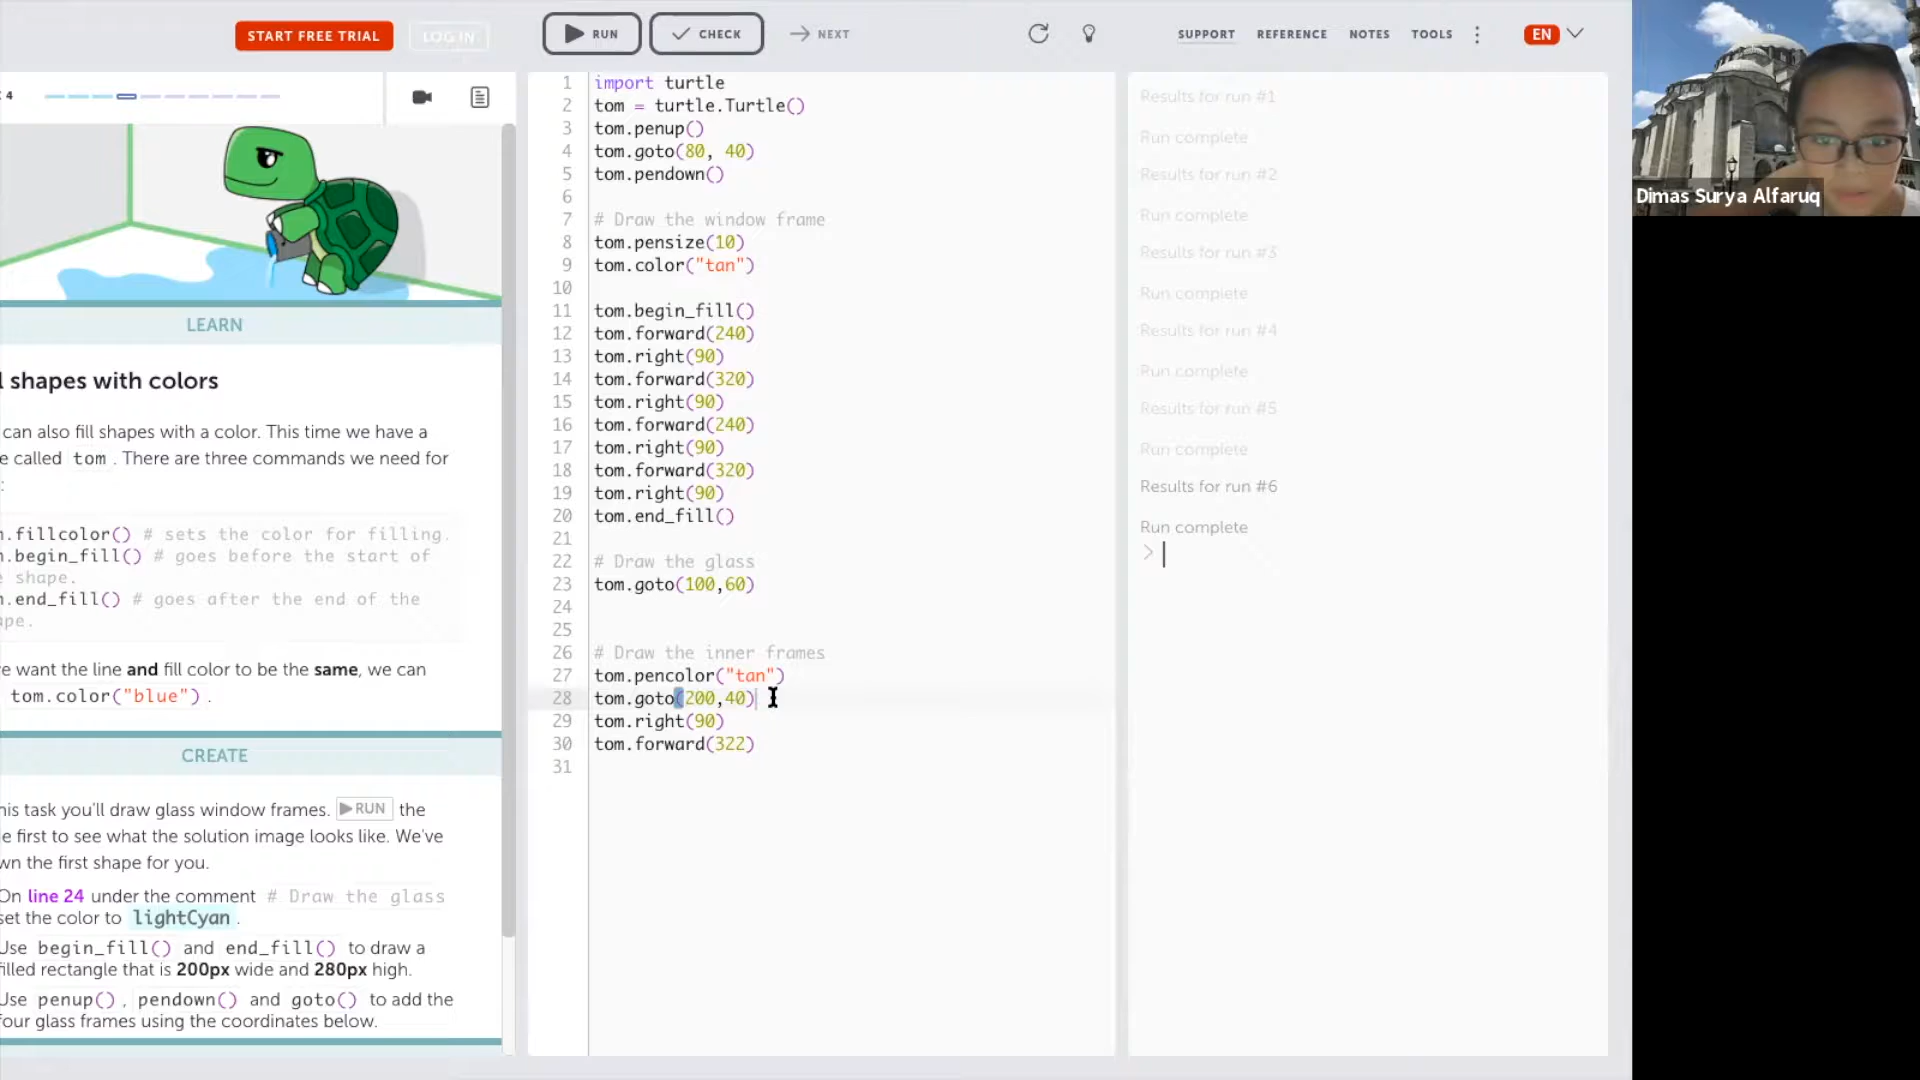 START FREE TRIAL
LOG IN
RUN
CHECK
NEXT
SUPPORT
REFERENCE
NOTES
TOOLS
EN
4
LEARN
l shapes with colors
can also fill shapes with a color. This time we have a
e called tom . There are three commands we need for
:
.fillcolor() # sets the color for filling.
.begin_fill() # goes before the start of
shape.
.end_fill() # goes after the end of the
ape.
e want the line and fill color to be the same, we can
tom.color("blue") .
CREATE
his task you'll draw glass window frames. RUN the
e first to see what the solution image looks like. We've
wn the first shape for you.
On line 24 under the comment # Draw the glass
set the color to lightCyan .
Use begin_fill() and end_fill() to draw a
filled rectangle that is 200px wide and 280px high.
Use penup() , pendown() and goto() to add the
four glass frames using the coordinates below.
1 import turtle
2 tom = turtle.Turtle()
3 tom.penup()
4 tom.goto(80, 40)
5 tom.pendown()
6
7 # Draw the window frame
8 tom.pensize(10)
9 tom.color("tan")
10
11 tom.begin_fill()
12 tom.forward(240)
13 tom.right(90)
14 tom.forward(320)
15 tom.right(90)
16 tom.forward(240)
17 tom.right(90)
18 tom.forward(320)
19 tom.right(90)
20 tom.end_fill()
21
22 # Draw the glass
23 tom.goto(100,60)
24
25
26 # Draw the inner frames
27 tom.pencolor("tan")
28 tom.goto(200,40)
29 tom.right(90)
30 tom.forward(322)
31
Results for run #1
Run complete
Results for run #2
Run complete
Results for run #3
Run complete
Results for run #4
Run complete
Results for run #5
Run complete
Results for run #6
Run complete
>
Dimas Surya Alfaruq